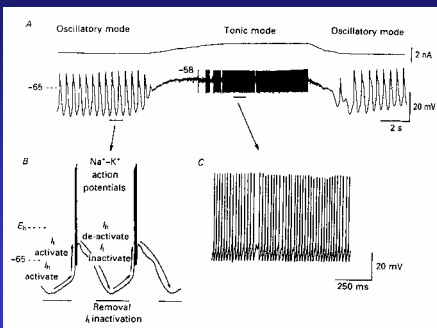 A
Oscillatory mode
Tonic mode
Oscillatory mode
2 nA
-58
-65
20 mV
2 s
B
C
Na⁺–K⁺
action
potentials
Eh
Ih
de-activate
It
activate
It
inactivate
-65
Ih
activate
Removal
It inactivation
20 mV
250 ms